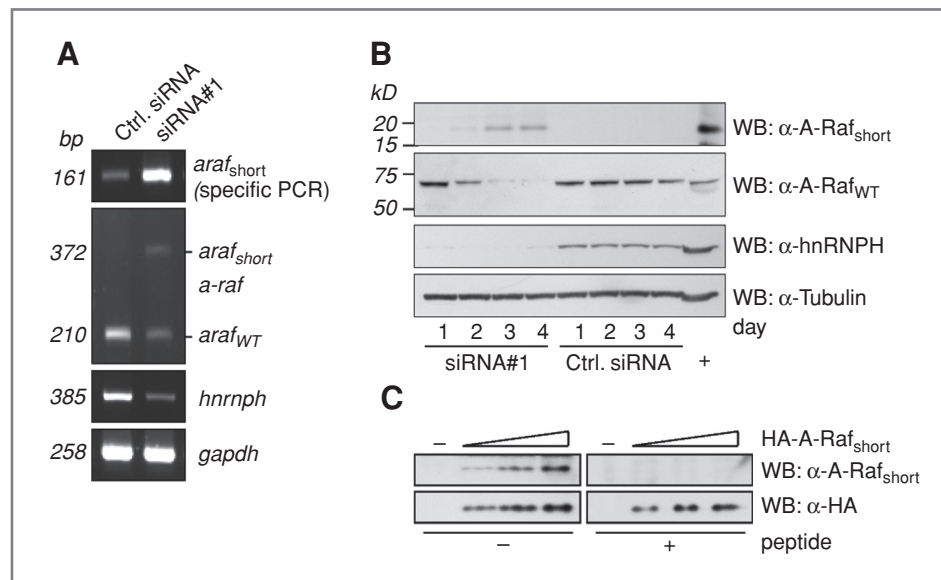 A
Ctrl. siRNA
siRNA#1
bp
161
araf_short
(specific PCR)
372
araf_short
a-raf
210
araf_WT
385
hnrnph
258
gapdh
B
kD
20
15
WB: α-A-Raf_short
75
50
WB: α-A-Raf_WT
WB: α-hnRNPH
WB: α-Tubulin
1 2 3 4 1 2 3 4 day
siRNA#1 Ctrl. siRNA +
C
– – HA-A-Raf_short
WB: α-A-Raf_short
WB: α-HA
– + peptide